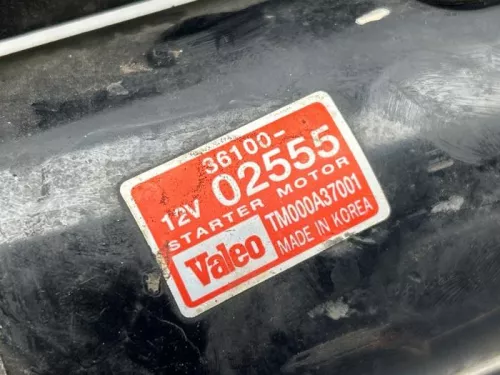 36100-
12V 02555
STARTER MOTOR
Valeo TM000A37001
MADE IN KOREA